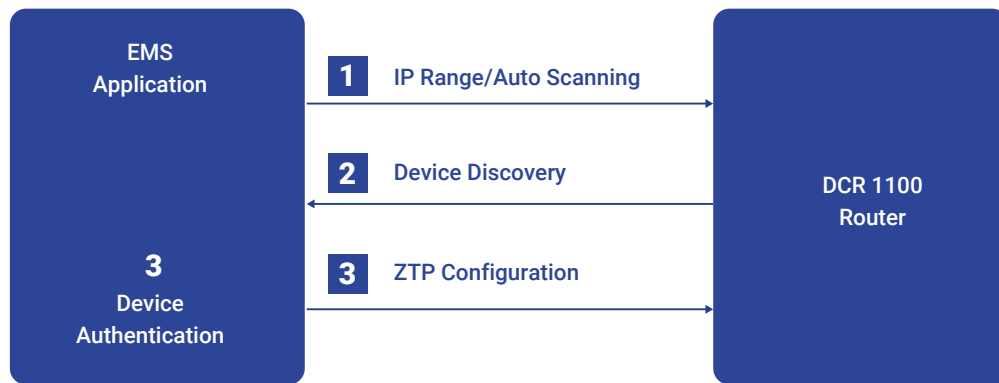 EMS
Application
1 IP Range/Auto Scanning
2 Device Discovery
DCR 1100
Router
3
Device
Authentication
3 ZTP Configuration